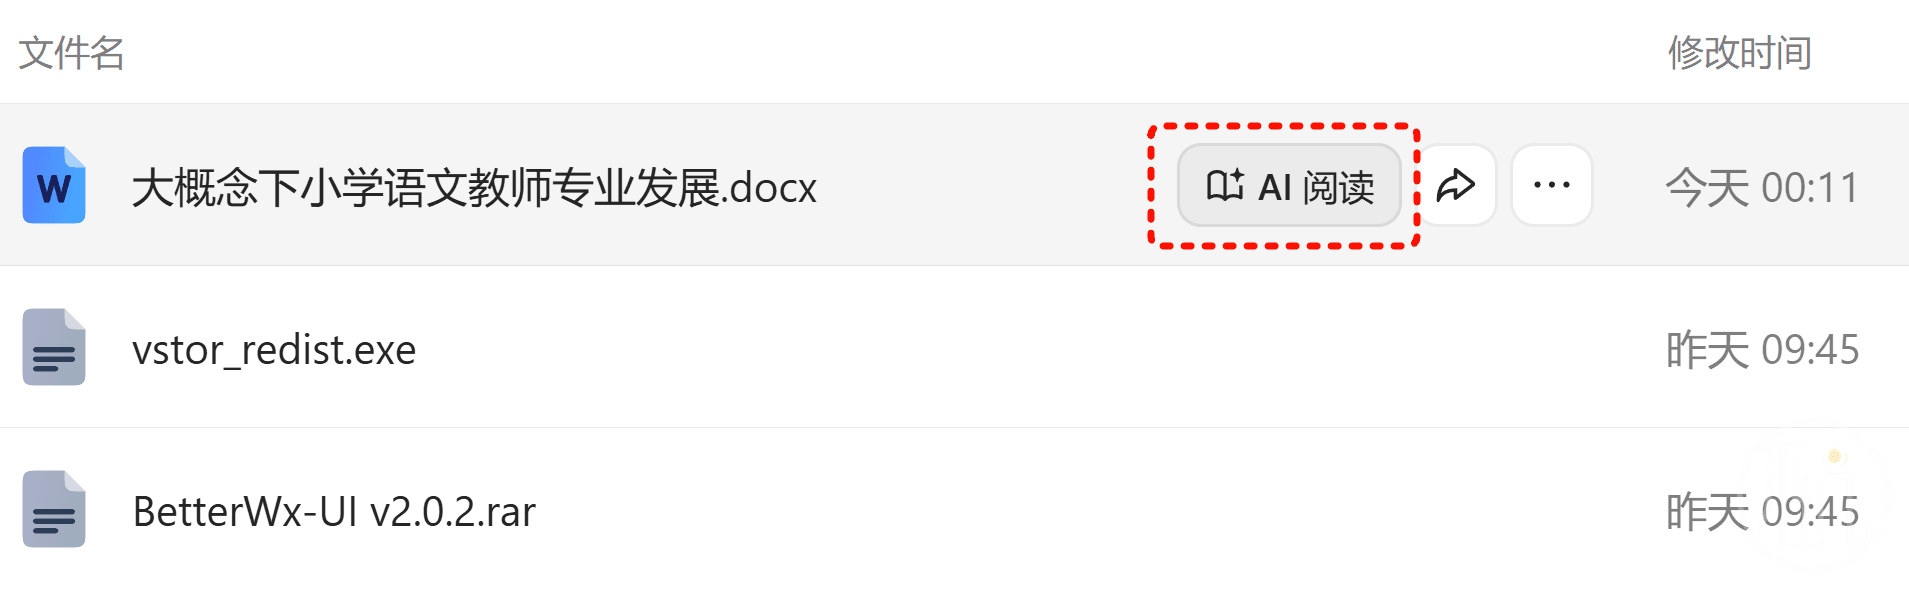 文件名 修改时间
W 大概念下小学语文教师专业发展.docx AI 阅读 ··· 今天 00:11
vstor_redist.exe 昨天 09:45
BetterWx-UI v2.0.2.rar 昨天 09:45